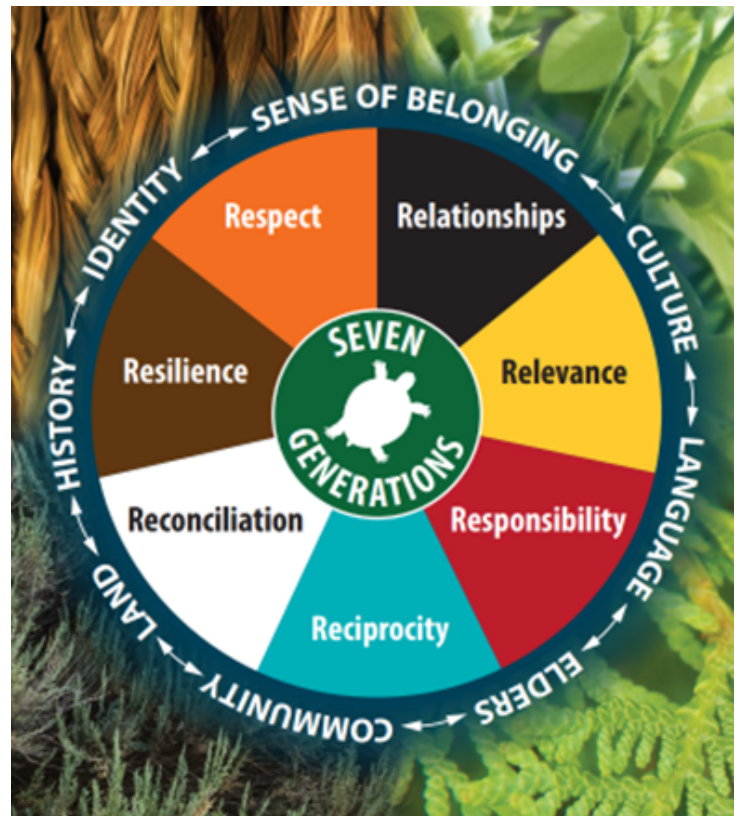 SENSE OF BELONGING
CULTURE
LANGUAGE
ELDERS
COMMUNITY
LAND
HISTORY
IDENTITY
Respect
Relationships
Relevance
Responsibility
Reciprocity
Reconciliation
Resilience
SEVEN
GENERATIONS